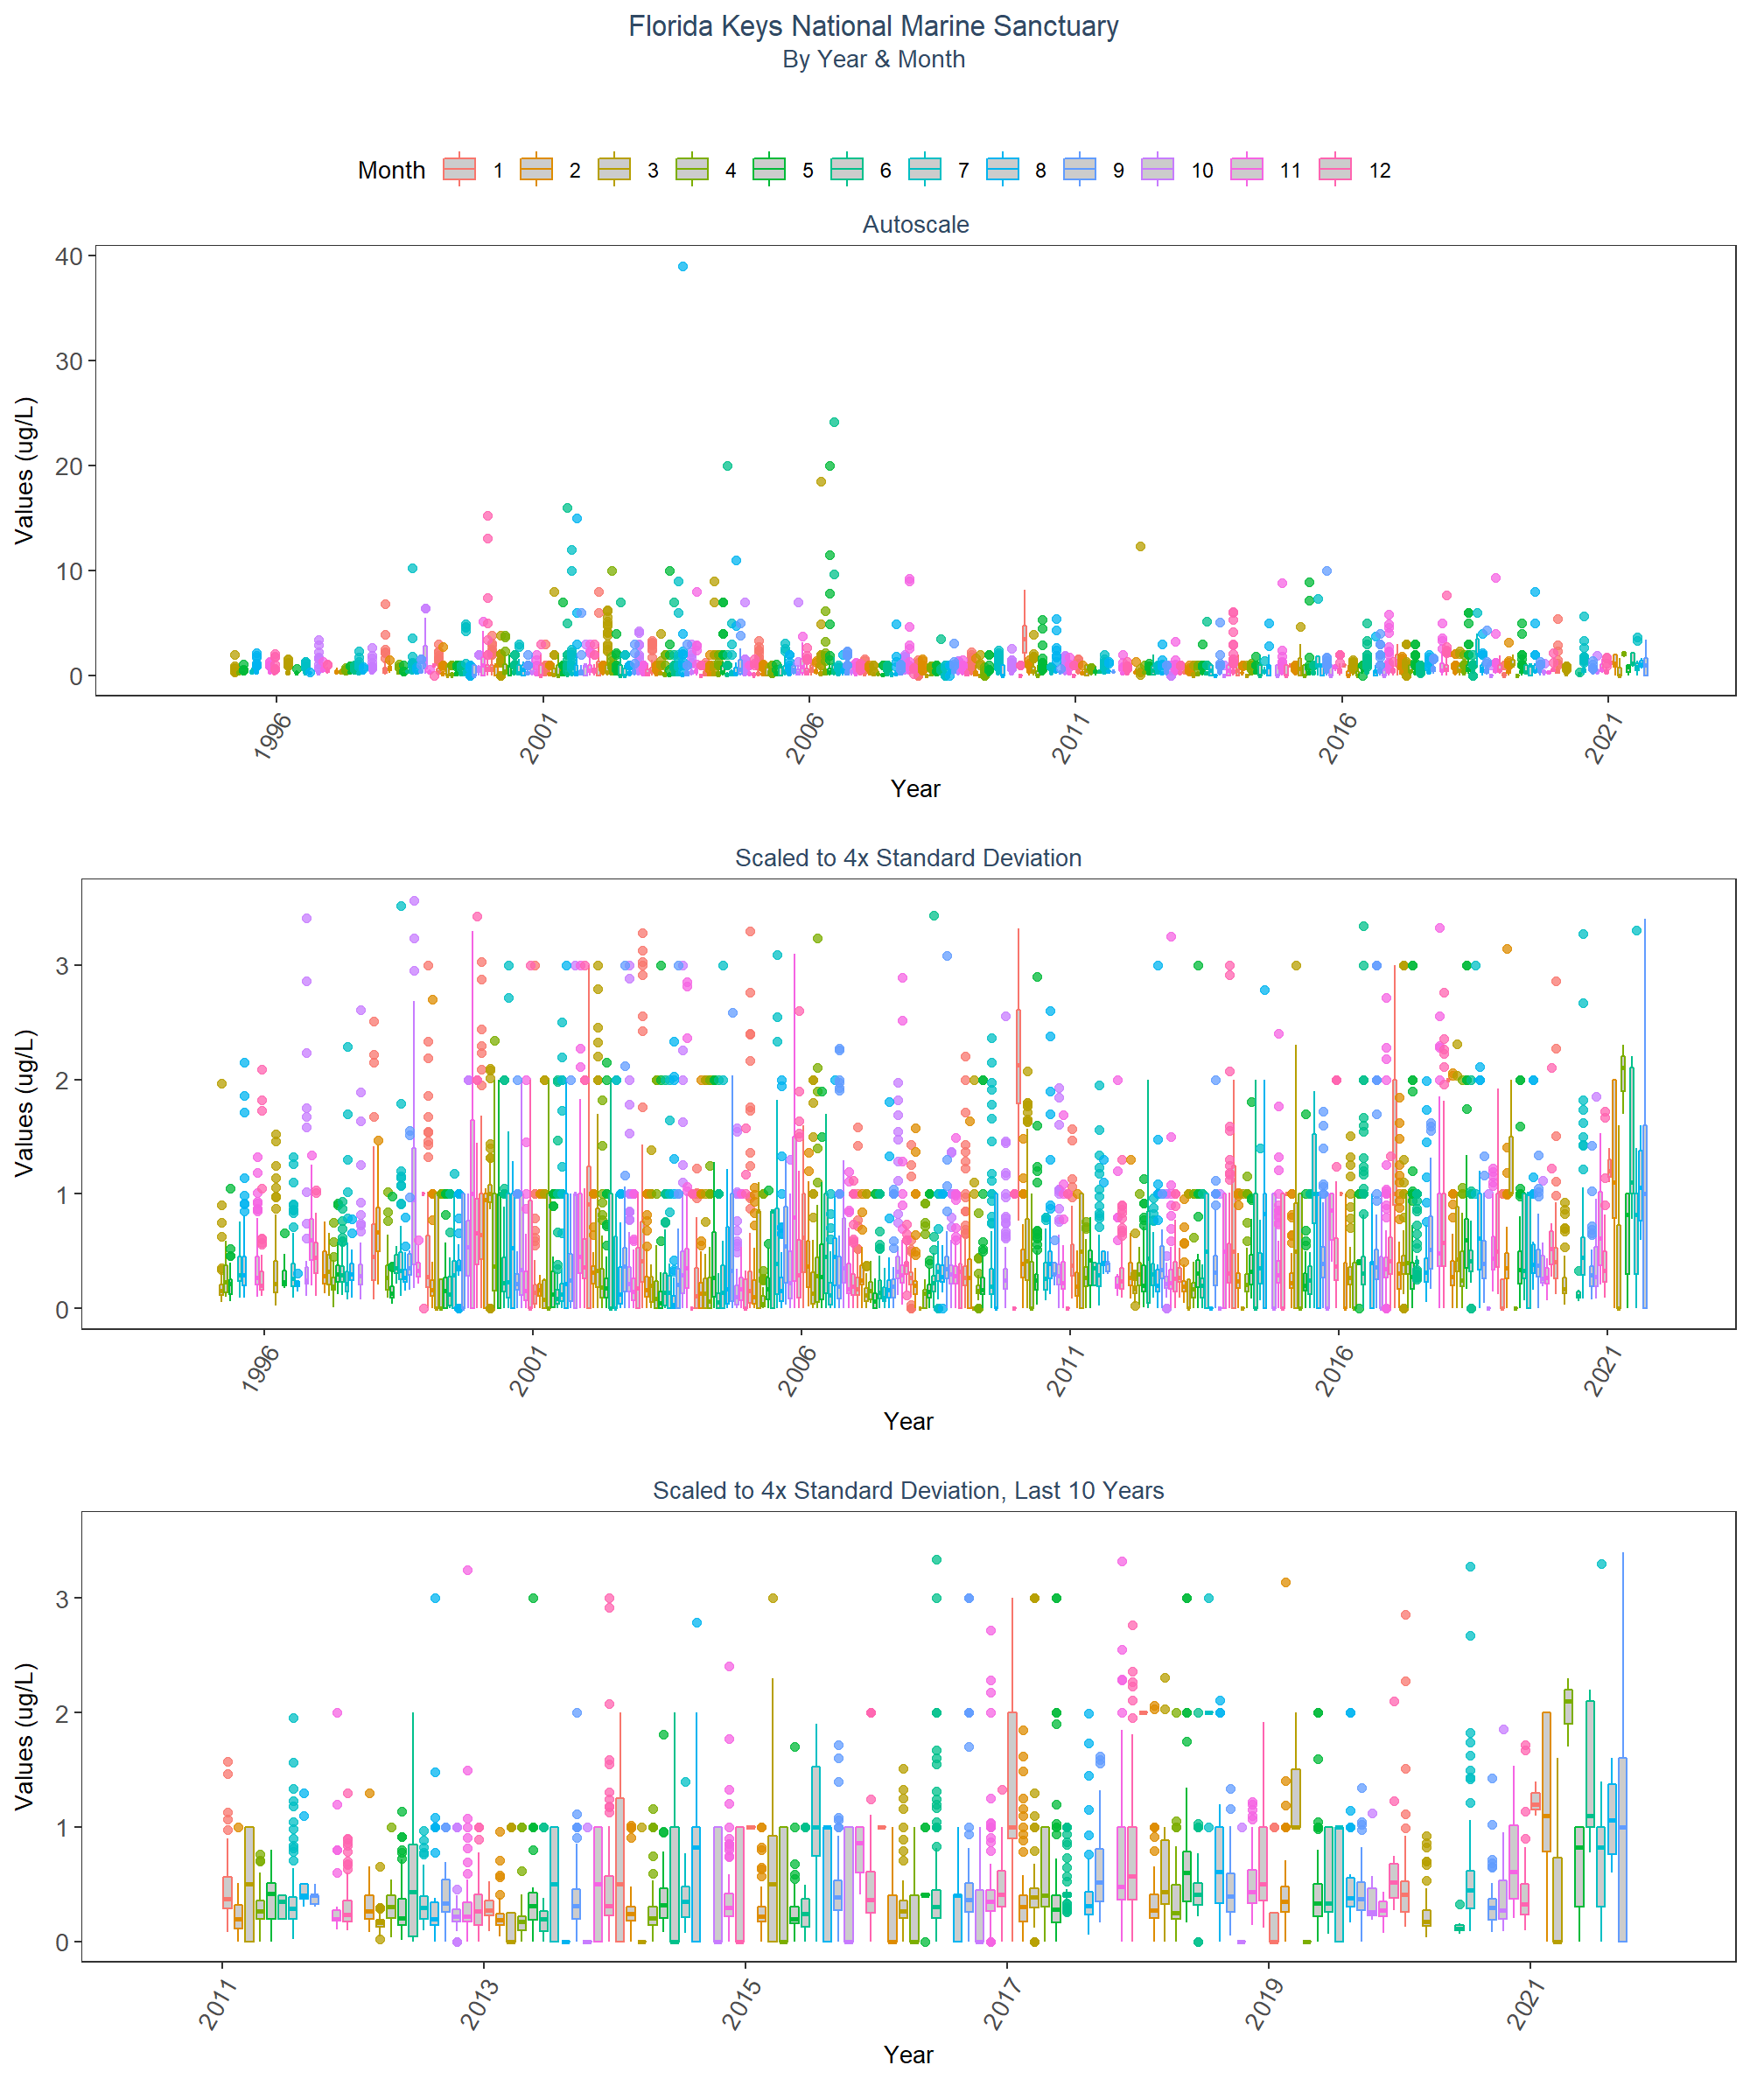 Florida Keys National Marine Sanctuary
By Year & Month
Month 1 2 3 4 5 6 7 8 9 10 11 12
Autoscale
Values (ug/L)
40
30
20
10
0
1996 2001 2006 2011 2016 2021
Year
Scaled to 4x Standard Deviation
Values (ug/L)
3
2
1
0
1996 2001 2006 2011 2016 2021
Year
Scaled to 4x Standard Deviation, Last 10 Years
Values (ug/L)
3
2
1
0
2011 2013 2015 2017 2019 2021
Year